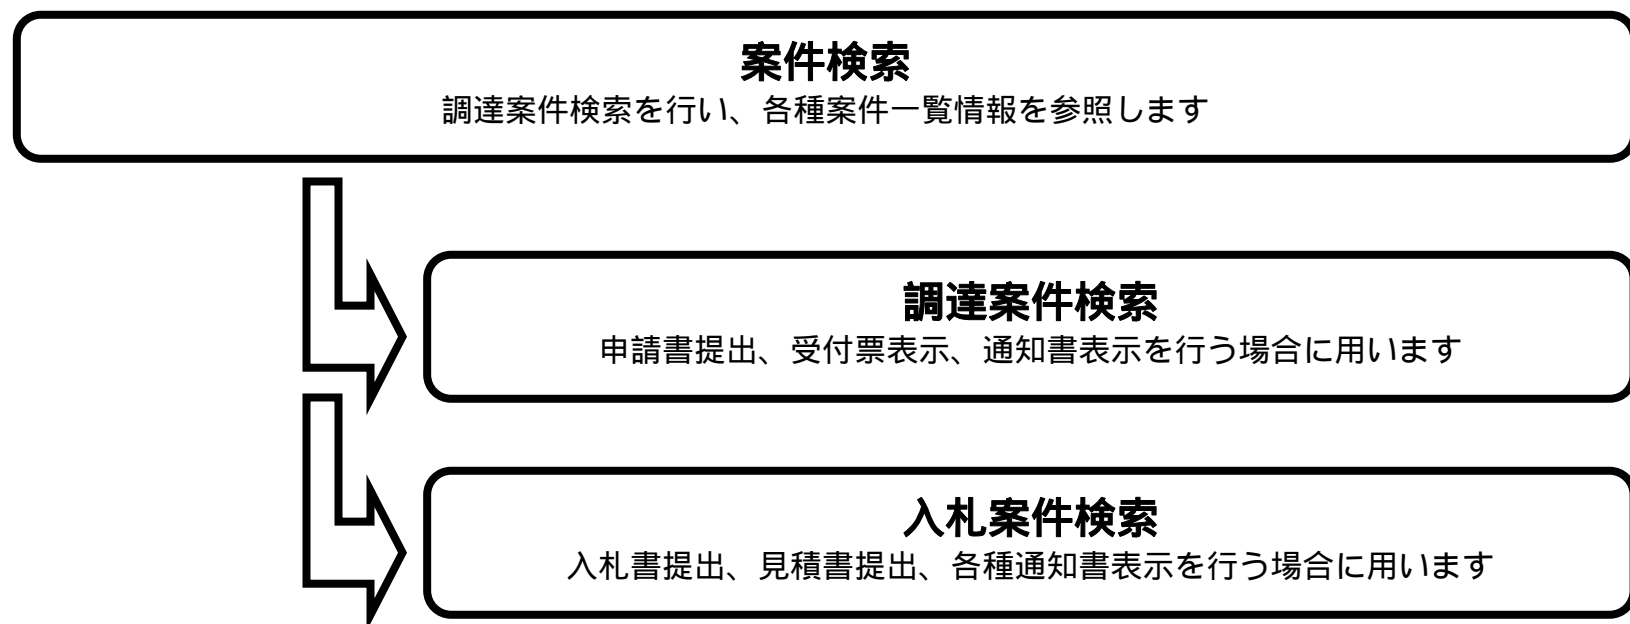 案件検索
調達案件検索を行い、各種案件一覧情報を参照します
調達案件検索
申請書提出、受付票表示、通知書表示を行う場合に用います
入札案件検索
入札書提出、見積書提出、各種通知書表示を行う場合に用います